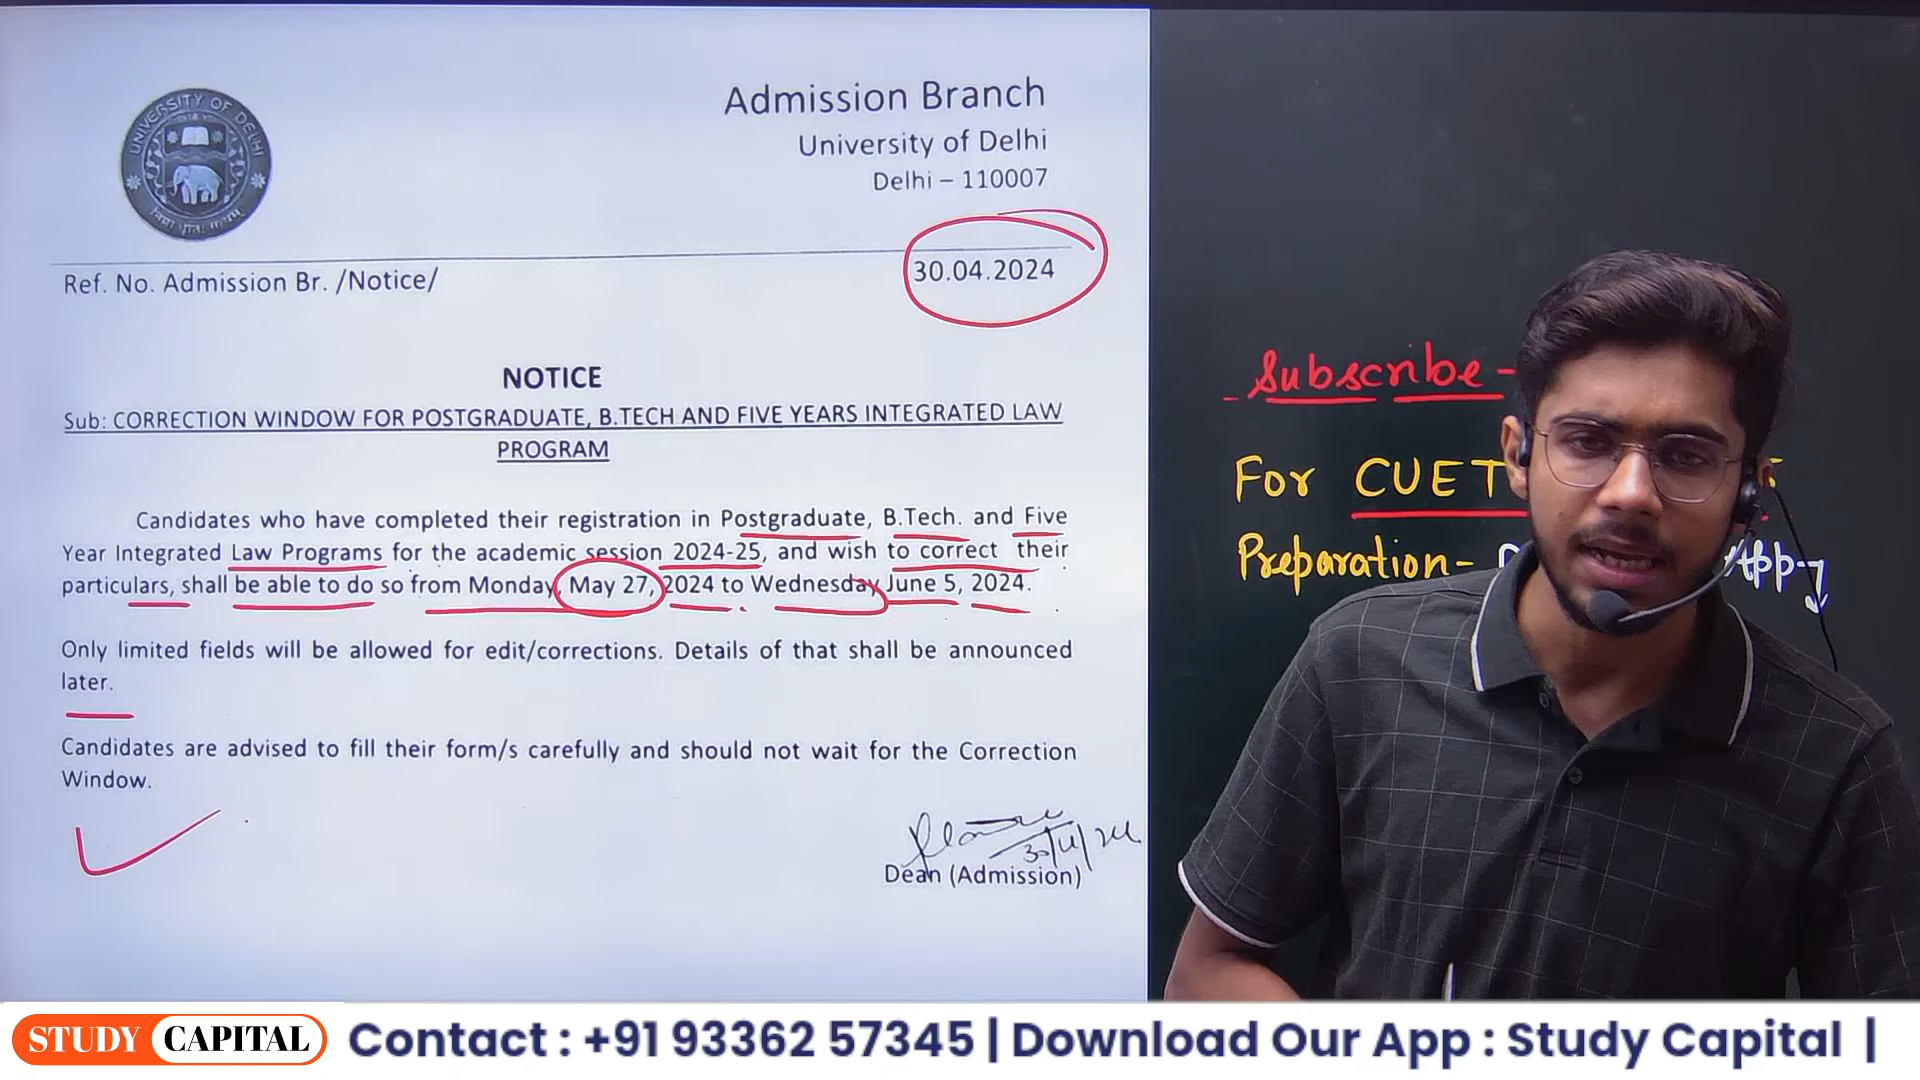 UNIVERSITY OF DELHI
Admission Branch
University of Delhi
Delhi – 110007
Ref. No. Admission Br. /Notice/
30.04.2024
NOTICE
Sub: CORRECTION WINDOW FOR POSTGRADUATE, B.TECH AND FIVE YEARS INTEGRATED LAW
PROGRAM
Candidates who have completed their registration in Postgraduate, B.Tech. and Five
Year Integrated Law Programs for the academic session 2024-25, and wish to correct their
particulars, shall be able to do so from Monday, May 27, 2024 to Wednesday June 5, 2024.
Only limited fields will be allowed for edit/corrections. Details of that shall be announced
later.
Candidates are advised to fill their form/s carefully and should not wait for the Correction
Window.
Dean (Admission)
Subscribe -
For CUET
Preparation -
STUDY CAPITAL Contact : +91 93362 57345 | Download Our App : Study Capital |